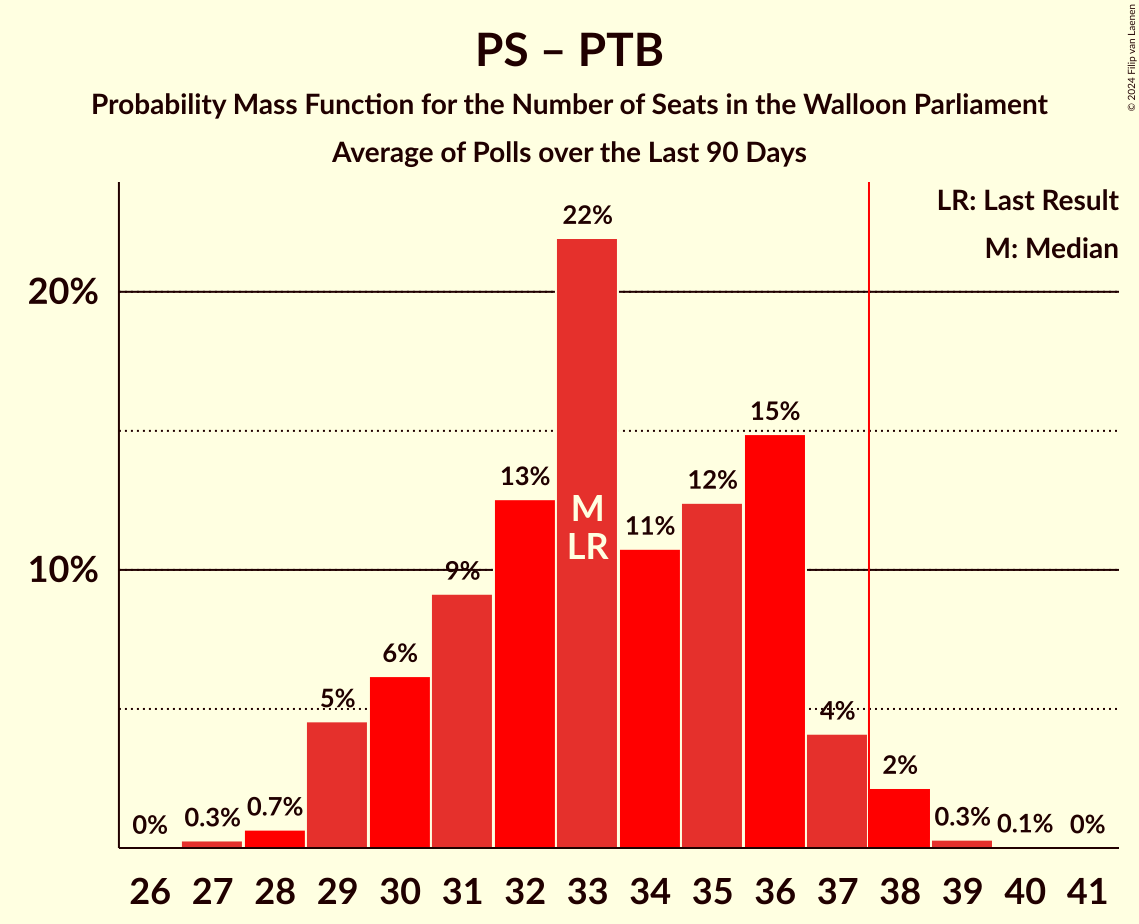 PS – PTB
Probability Mass Function for the Number of Seats in the Walloon Parliament
Average of Polls over the Last 90 Days
© 2024 Filip van Laenen
LR: Last Result
M: Median
20%
10%
0%
0.3%
0.7%
5%
6%
9%
13%
22%
11%
12%
15%
4%
2%
0.3%
0.1%
0%
M
LR
26 27 28 29 30 31 32 33 34 35 36 37 38 39 40 41